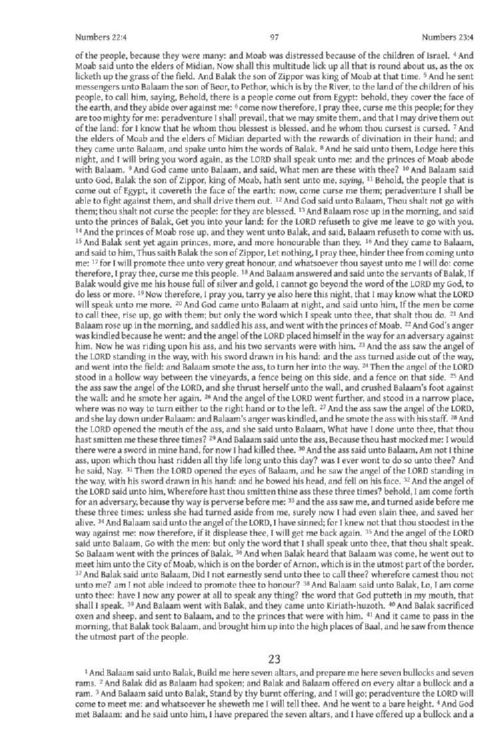 Numbers 22:4 97 Numbers 23:4
of the people, because they were many: and Moab was distressed because of the children of Israel. 4 And
Moab said unto the elders of Midian, Now shall this multitude lick up all that is round about us, as the ox
licketh up the grass of the field. And Balak the son of Zippor was king of Moab at that time. 5 And he sent
messengers unto Balaam the son of Beor, to Pethor, which is by the River, to the land of the children of his
people, to call him, saying, Behold, there is a people come out from Egypt: behold, they cover the face of
the earth, and they abide over against me: 6 come now therefore, I pray thee, curse me this people; for they
are too mighty for me: peradventure I shall prevail, that we may smite them, and that I may drive them out
of the land: for I know that he whom thou blessest is blessed, and he whom thou cursest is cursed. 7 And
the elders of Moab and the elders of Midian departed with the rewards of divination in their hand; and
they came unto Balaam, and spake unto him the words of Balak. 8 And he said unto them, Lodge here this
night, and I will bring you word again, as the LORD shall speak unto me: and the princes of Moab abode
with Balaam. 9 And God came unto Balaam, and said, What men are these with thee? 10 And Balaam said
unto God, Balak the son of Zippor, king of Moab, hath sent unto me, saying, 11 Behold, the people that is
come out of Egypt, it covereth the face of the earth: now, come curse me them; peradventure I shall be
able to fight against them, and shall drive them out. 12 And God said unto Balaam, Thou shalt not go with
them; thou shalt not curse the people: for they are blessed. 13 And Balaam rose up in the morning, and said
unto the princes of Balak, Get you into your land: for the LORD refuseth to give me leave to go with you.
14 And the princes of Moab rose up, and they went unto Balak, and said, Balaam refuseth to come with us.
15 And Balak sent yet again princes, more, and more honourable than they. 16 And they came to Balaam,
and said to him, Thus saith Balak the son of Zippor, Let nothing, I pray thee, hinder thee from coming unto
me: 17 for I will promote thee unto very great honour, and whatsoever thou sayest unto me I will do: come
therefore, I pray thee, curse me this people. 18 And Balaam answered and said unto the servants of Balak, If
Balak would give me his house full of silver and gold, I cannot go beyond the word of the LORD my God, to
do less or more. 19 Now therefore, I pray you, tarry ye also here this night, that I may know what the LORD
will speak unto me more. 20 And God came unto Balaam at night, and said unto him, If the men be come
to call thee, rise up, go with them; but only the word which I speak unto thee, that shalt thou do. 21 And
Balaam rose up in the morning, and saddled his ass, and went with the princes of Moab. 22 And God's anger
was kindled because he went: and the angel of the LORD placed himself in the way for an adversary against
him. Now he was riding upon his ass, and his two servants were with him. 23 And the ass saw the angel of
the LORD standing in the way, with his sword drawn in his hand: and the ass turned aside out of the way,
and went into the field: and Balaam smote the ass, to turn her into the way. 24 Then the angel of the LORD
stood in a hollow way between the vineyards, a fence being on this side, and a fence on that side. 25 And
the ass saw the angel of the LORD, and she thrust herself unto the wall, and crushed Balaam's foot against
the wall: and he smote her again. 26 And the angel of the LORD went further, and stood in a narrow place,
where was no way to turn either to the right hand or to the left. 27 And the ass saw the angel of the LORD,
and she lay down under Balaam: and Balaam's anger was kindled, and he smote the ass with his staff. 28 And
the LORD opened the mouth of the ass, and she said unto Balaam, What have I done unto thee, that thou
hast smitten me these three times? 29 And Balaam said unto the ass, Because thou hast mocked me: I would
there were a sword in mine hand, for now I had killed thee. 30 And the ass said unto Balaam, Am not I thine
ass, upon which thou hast ridden all thy life long unto this day? was I ever wont to do so unto thee? And
he said, Nay. 31 Then the LORD opened the eyes of Balaam, and he saw the angel of the LORD standing in
the way, with his sword drawn in his hand: and he bowed his head, and fell on his face. 32 And the angel of
the LORD said unto him, Wherefore hast thou smitten thine ass these three times? behold, I am come forth
for an adversary, because thy way is perverse before me: 33 and the ass saw me, and turned aside before me
these three times: unless she had turned aside from me, surely now I had even slain thee, and saved her
alive. 34 And Balaam said unto the angel of the LORD, I have sinned; for I knew not that thou stoodest in the
way against me: now therefore, if it displease thee, I will get me back again. 35 And the angel of the LORD
said unto Balaam, Go with the men: but only the word that I shall speak unto thee, that thou shalt speak.
So Balaam went with the princes of Balak. 36 And when Balak heard that Balaam was come, he went out to
meet him unto the City of Moab, which is on the border of Arnon, which is in the utmost part of the border.
37 And Balak said unto Balaam, Did I not earnestly send unto thee to call thee? wherefore camest thou not
unto me? am I not able indeed to promote thee to honour? 38 And Balaam said unto Balak, Lo, I am come
unto thee: have I now any power at all to speak any thing? the word that God putteth in my mouth, that
shall I speak. 39 And Balaam went with Balak, and they came unto Kiriath-huzoth. 40 And Balak sacrificed
oxen and sheep, and sent to Balaam, and to the princes that were with him. 41 And it came to pass in the
morning, that Balak took Balaam, and brought him up into the high places of Baal, and he saw from thence
the utmost part of the people.
23
1 And Balaam said unto Balak, Build me here seven altars, and prepare me here seven bullocks and seven
rams. 2 And Balak did as Balaam had spoken; and Balak and Balaam offered on every altar a bullock and a
ram. 3 And Balaam said unto Balak, Stand by thy burnt offering, and I will go; peradventure the LORD will
come to meet me: and whatsoever he sheweth me I will tell thee. And he went to a bare height. 4 And God
met Balaam: and he said unto him, I have prepared the seven altars, and I have offered up a bullock and a